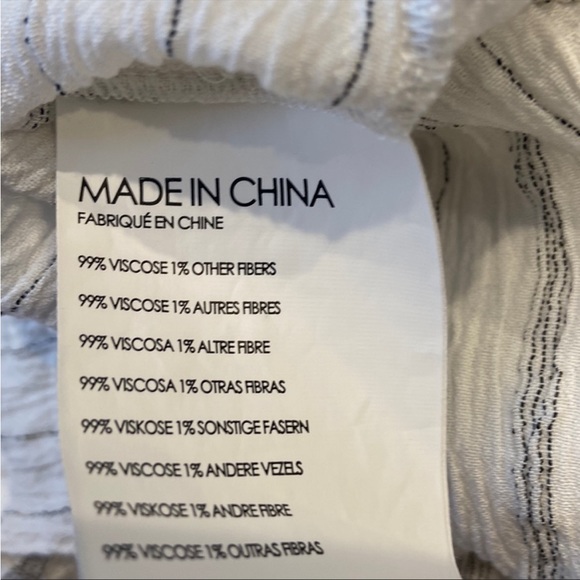 MADE IN CHINA
FABRIQUÉ EN CHINE
99% VISCOSE 1% OTHER FIBERS
99% VISCOSE 1% AUTRES FIBRES
99% VISCOSA 1% ALTRE FIBRE
99% VISCOSA 1% OTRAS FIBRAS
99% VISKOSE 1% SONSTIGE FASERN
99% VISCOSE 1% ANDERE VEZELS
99% VISKOSE 1% ANDRE FIBRE
99% VISCOSE 1% OUTRAS FIBRAS